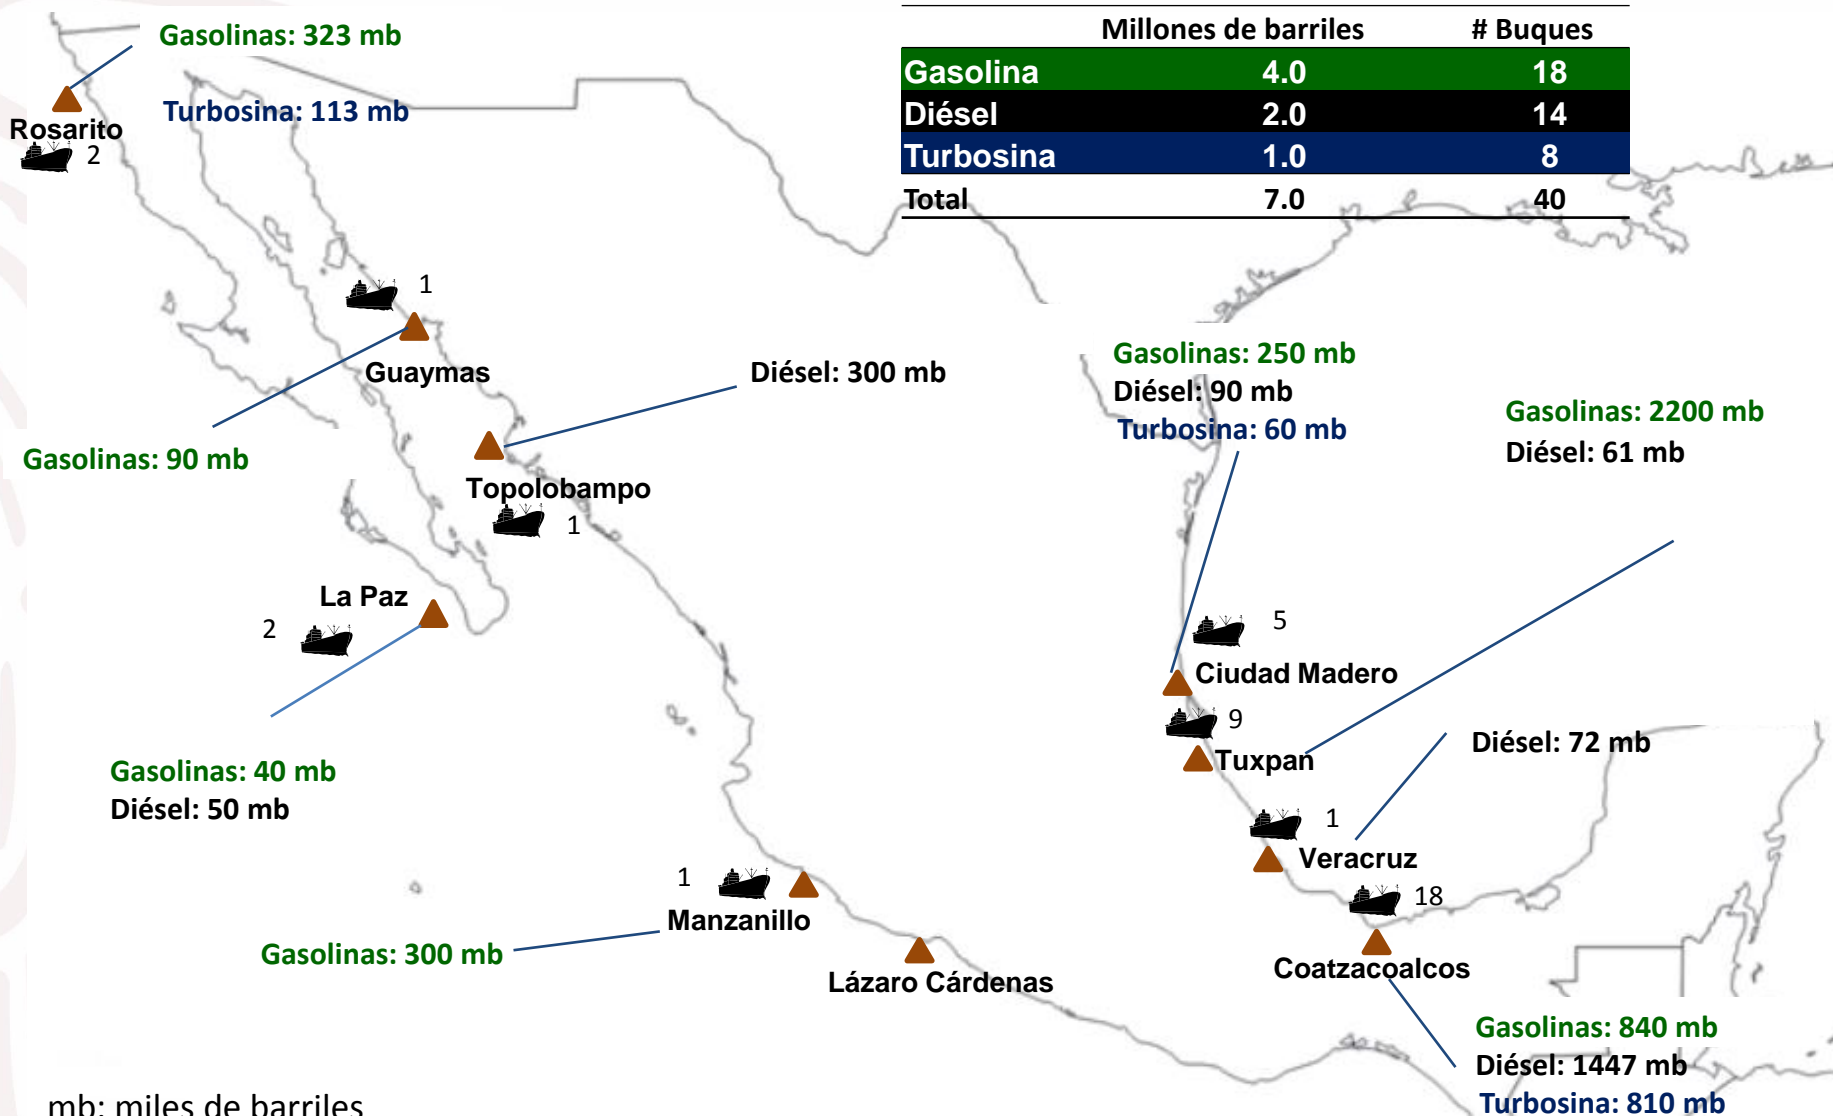 Millones de barriles # Buques
Gasolina 4.0 18
Diésel 2.0 14
Turbosina 1.0 8
Total 7.0 40
Gasolinas: 323 mb
Turbosina: 113 mb
Rosarito
2
1
Guaymas
Gasolinas: 90 mb
Diésel: 300 mb
Topolobampo
1
La Paz
2
Gasolinas: 40 mb
Diésel: 50 mb
1
Manzanillo
Gasolinas: 300 mb
Lázaro Cárdenas
Gasolinas: 250 mb
Diésel: 90 mb
Turbosina: 60 mb
5
Ciudad Madero
Gasolinas: 2200 mb
Diésel: 61 mb
9
Tuxpan
Diésel: 72 mb
1
Veracruz
18
Coatzacoalcos
Gasolinas: 840 mb
Diésel: 1447 mb
Turbosina: 810 mb
mb: miles de barriles